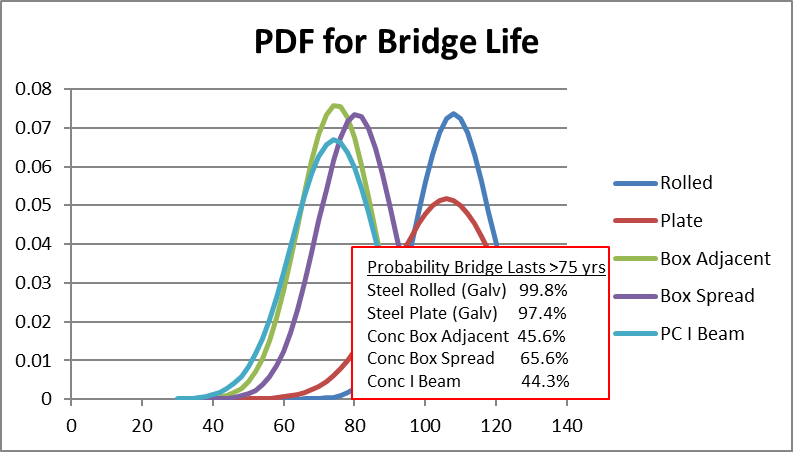 PDF for Bridge Life
0.08
0.07
0.06
0.05
0.04
0.03
0.02
0.01
0
0 20 40 60 80 100 120 140
Rolled
Plate
Box Adjacent
Box Spread
PC I Beam
Probability Bridge Lasts >75 yrs
Steel Rolled (Galv) 99.8%
Steel Plate (Galv) 97.4%
Conc Box Adjacent 45.6%
Conc Box Spread 65.6%
Conc I Beam 44.3%